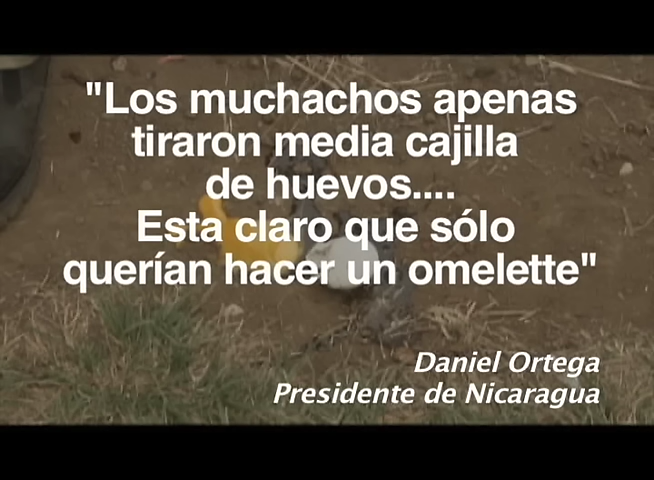 "Los muchachos apenas
tiraron media cajilla
de huevos....
Esta claro que sólo
querían hacer un omelette"
Daniel Ortega
Presidente de Nicaragua